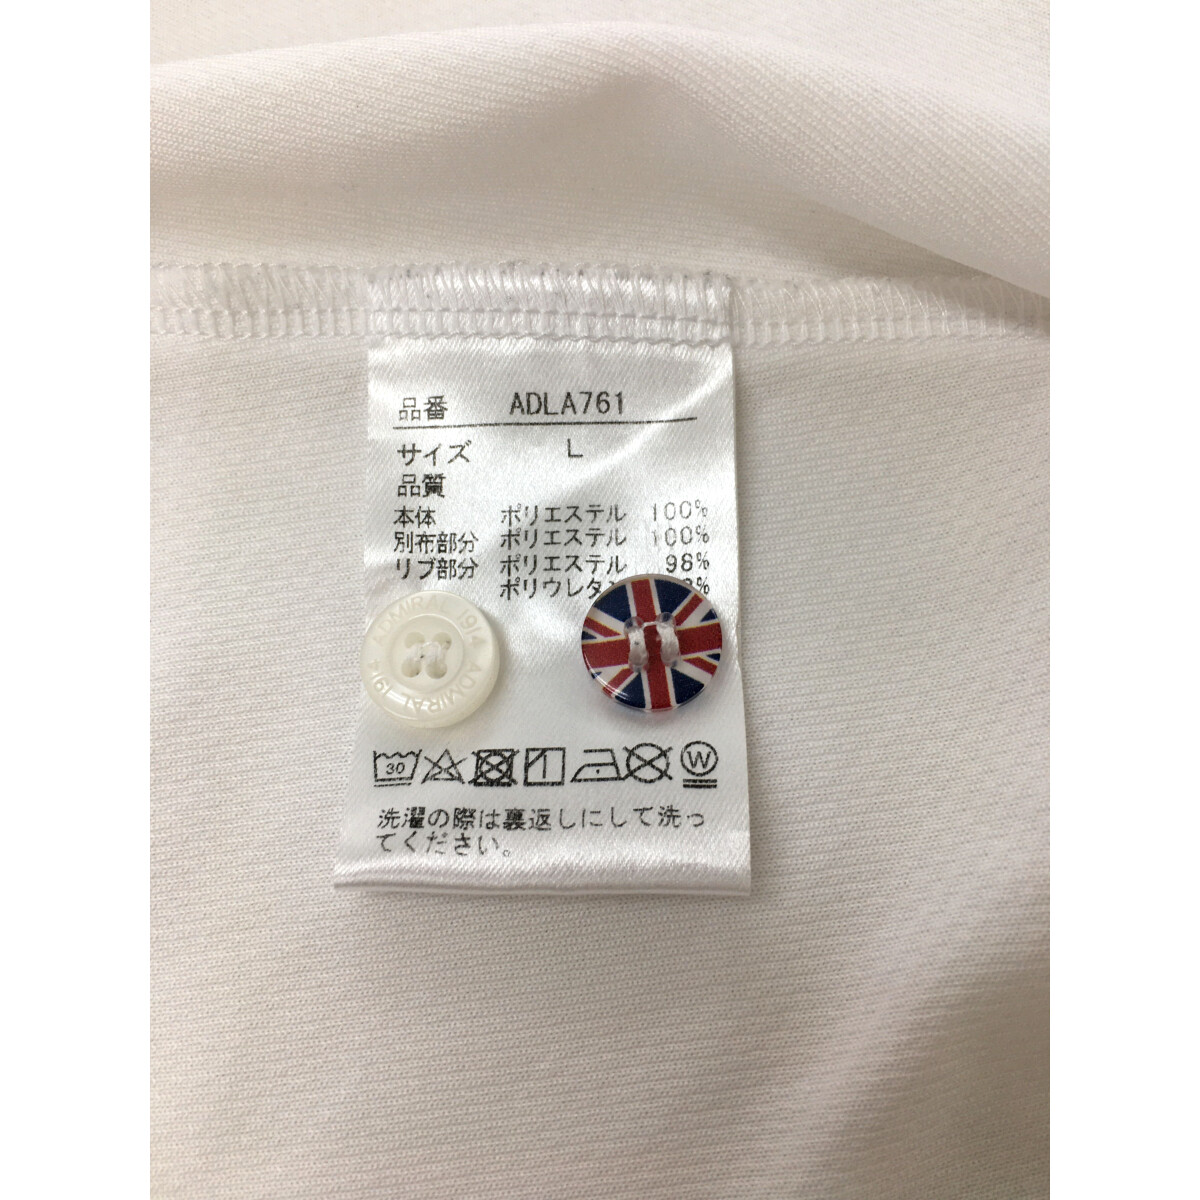 品番 ADLA761
サイズ L
品質
本体 ポリエステル 100%
別布部分 ポリエステル 100%
リブ部分 ポリエステル 98%
ポリウレタ %
ADMIRAL 1914 ADMIRAL 1914
30
W
洗濯の際は裏返しにして洗っ
てください。